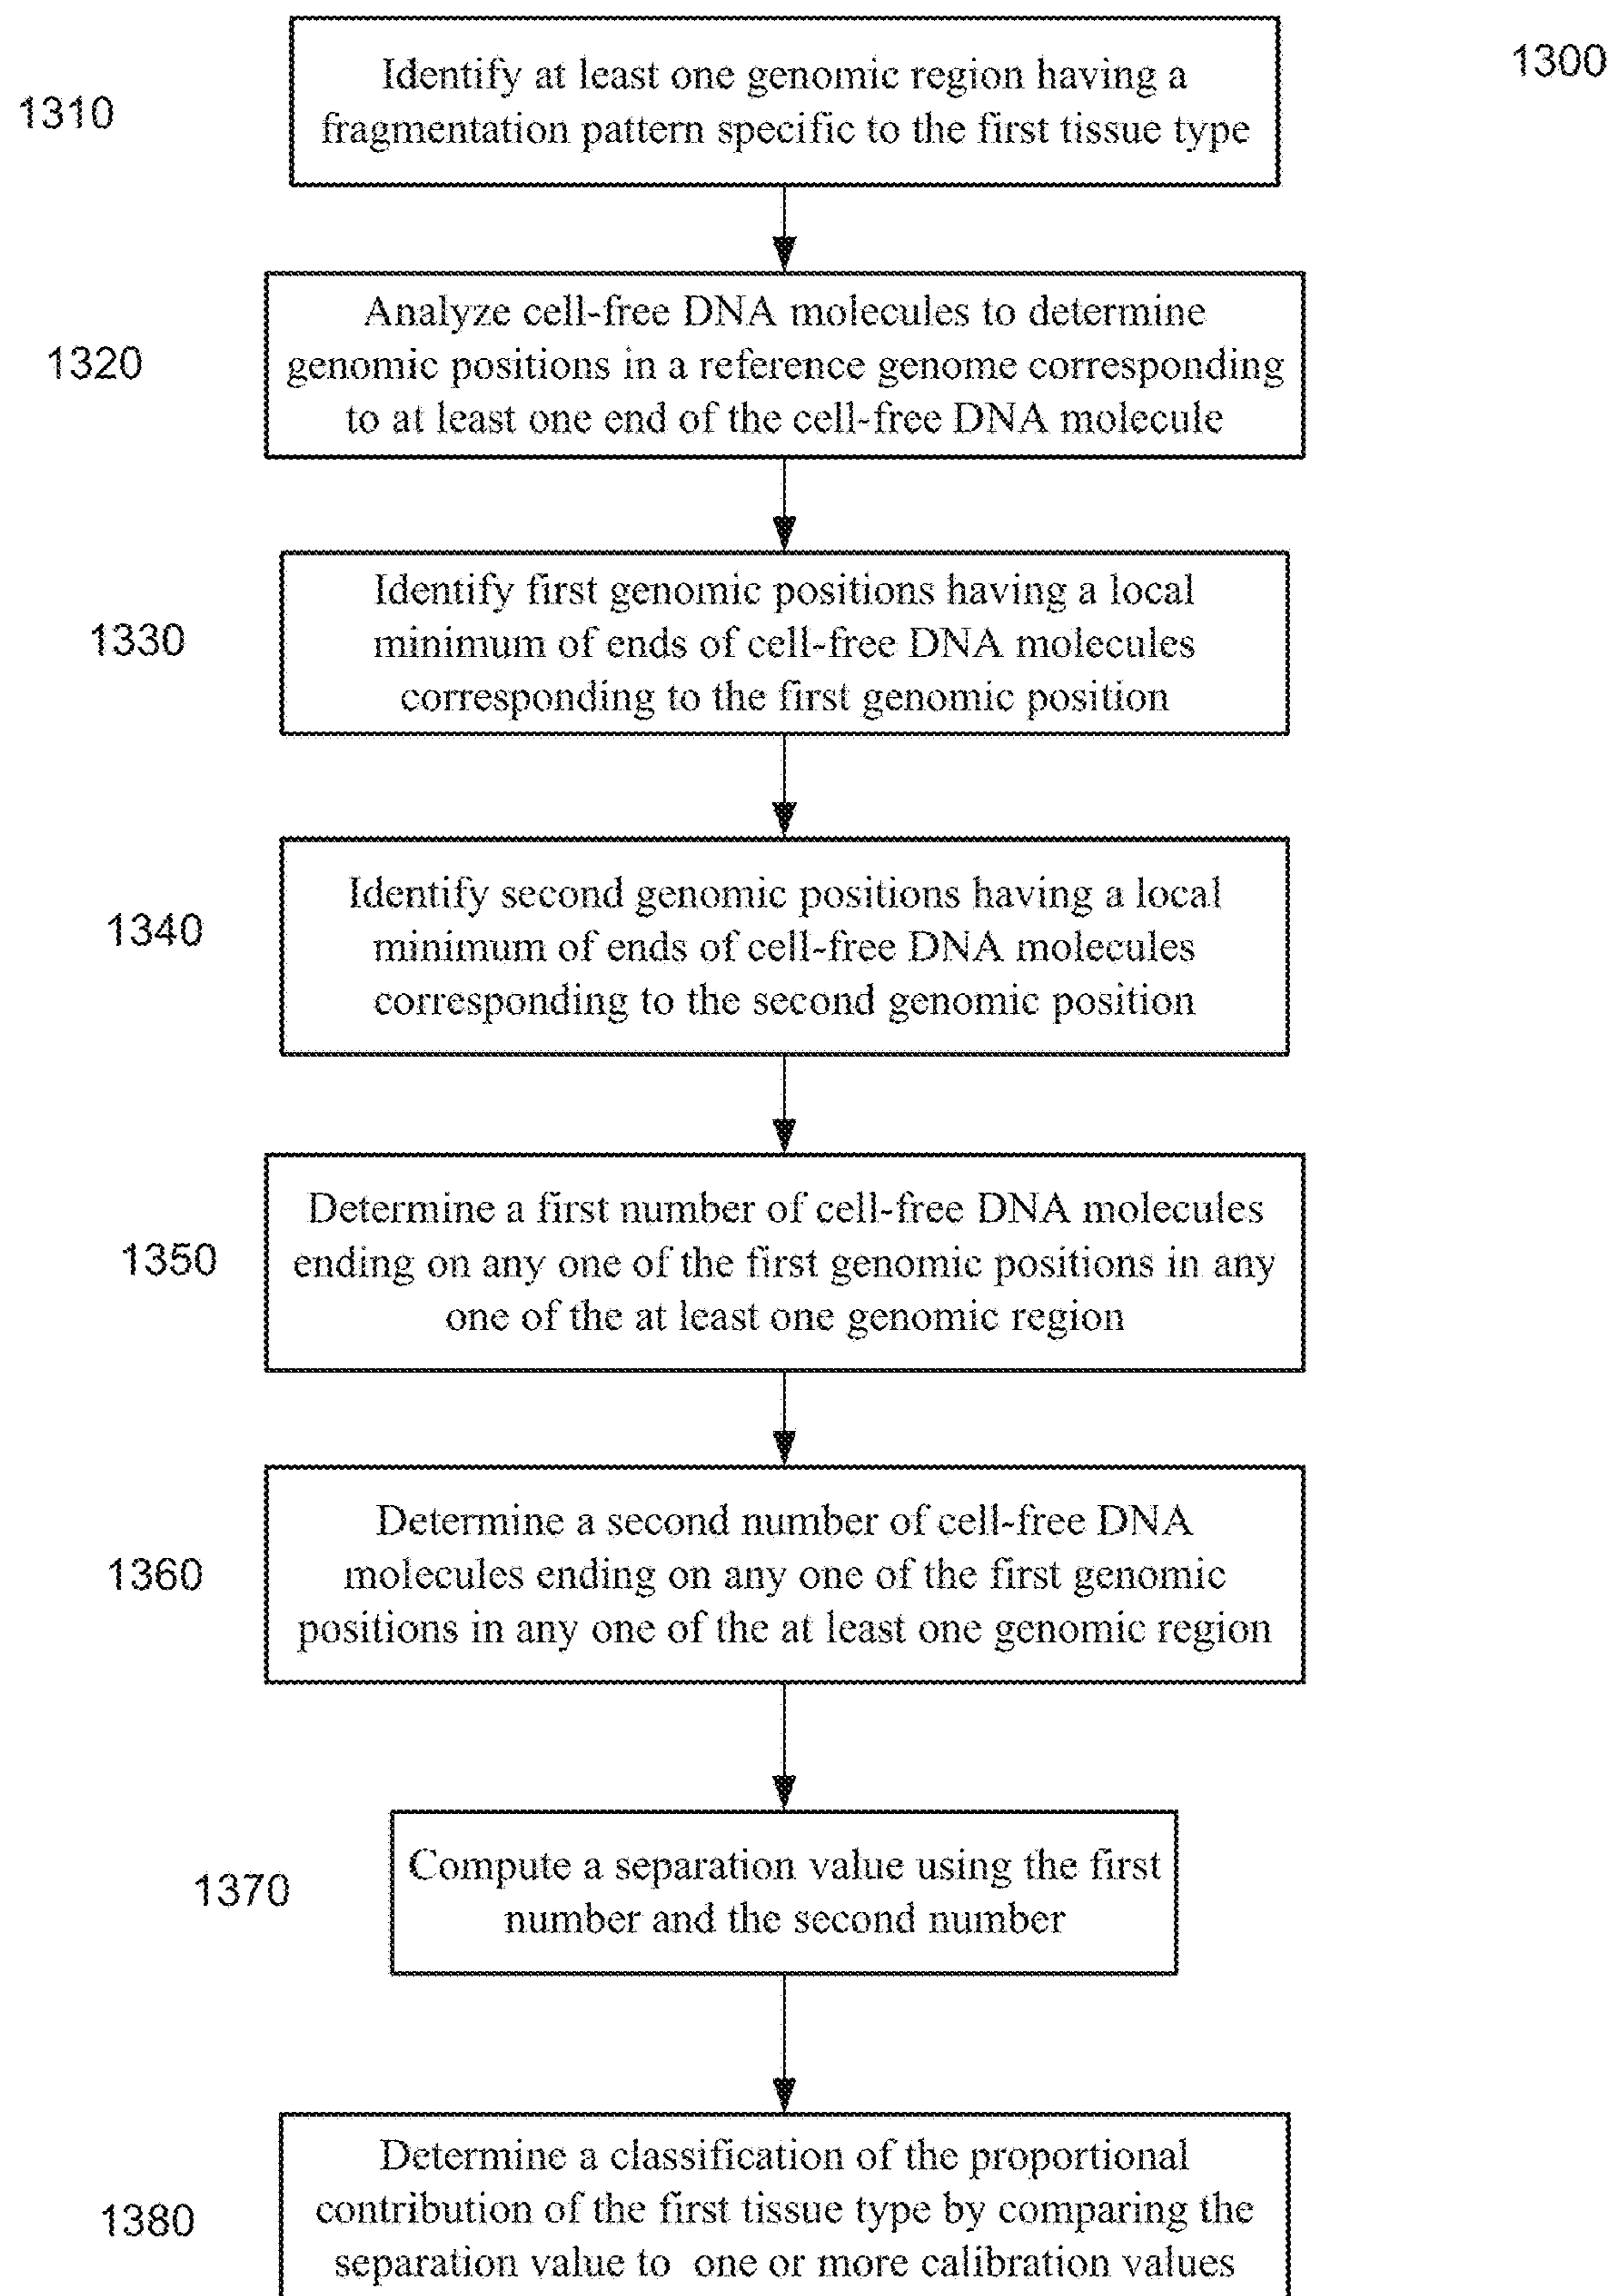 1300
1310
Identify at least one genomic region having a
fragmentation pattern specific to the first tissue type
1320
Analyze cell-free DNA molecules to determine
genomic positions in a reference genome corresponding
to at least one end of the cell-free DNA molecule
1330
Identify first genomic positions having a local
minimum of ends of cell-free DNA molecules
corresponding to the first genomic position
1340
Identify second genomic positions having a local
minimum of ends of cell-free DNA molecules
corresponding to the second genomic position
1350
Determine a first number of cell-free DNA molecules
ending on any one of the first genomic positions in any
one of the at least one genomic region
1360
Determine a second number of cell-free DNA
molecules ending on any one of the first genomic
positions in any one of the at least one genomic region
1370
Compute a separation value using the first
number and the second number
1380
Determine a classification of the proportional
contribution of the first tissue type by comparing the
separation value to one or more calibration values